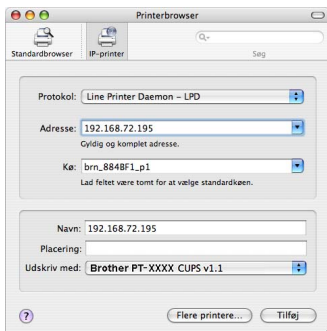 Printerbrowser
Standardbrowser
IP-printer
Søg
Protokol: Line Printer Daemon – LPD
Adresse: 192.168.72.195
Gyldig og komplet adresse.
Kø: brn_884BF1_p1
Lad feltet være tomt for at vælge standardkøen.
Navn: 192.168.72.195
Placering:
Udskriv med: Brother PT-XXXX CUPS v1.1
?
Flere printere...
Tilføj